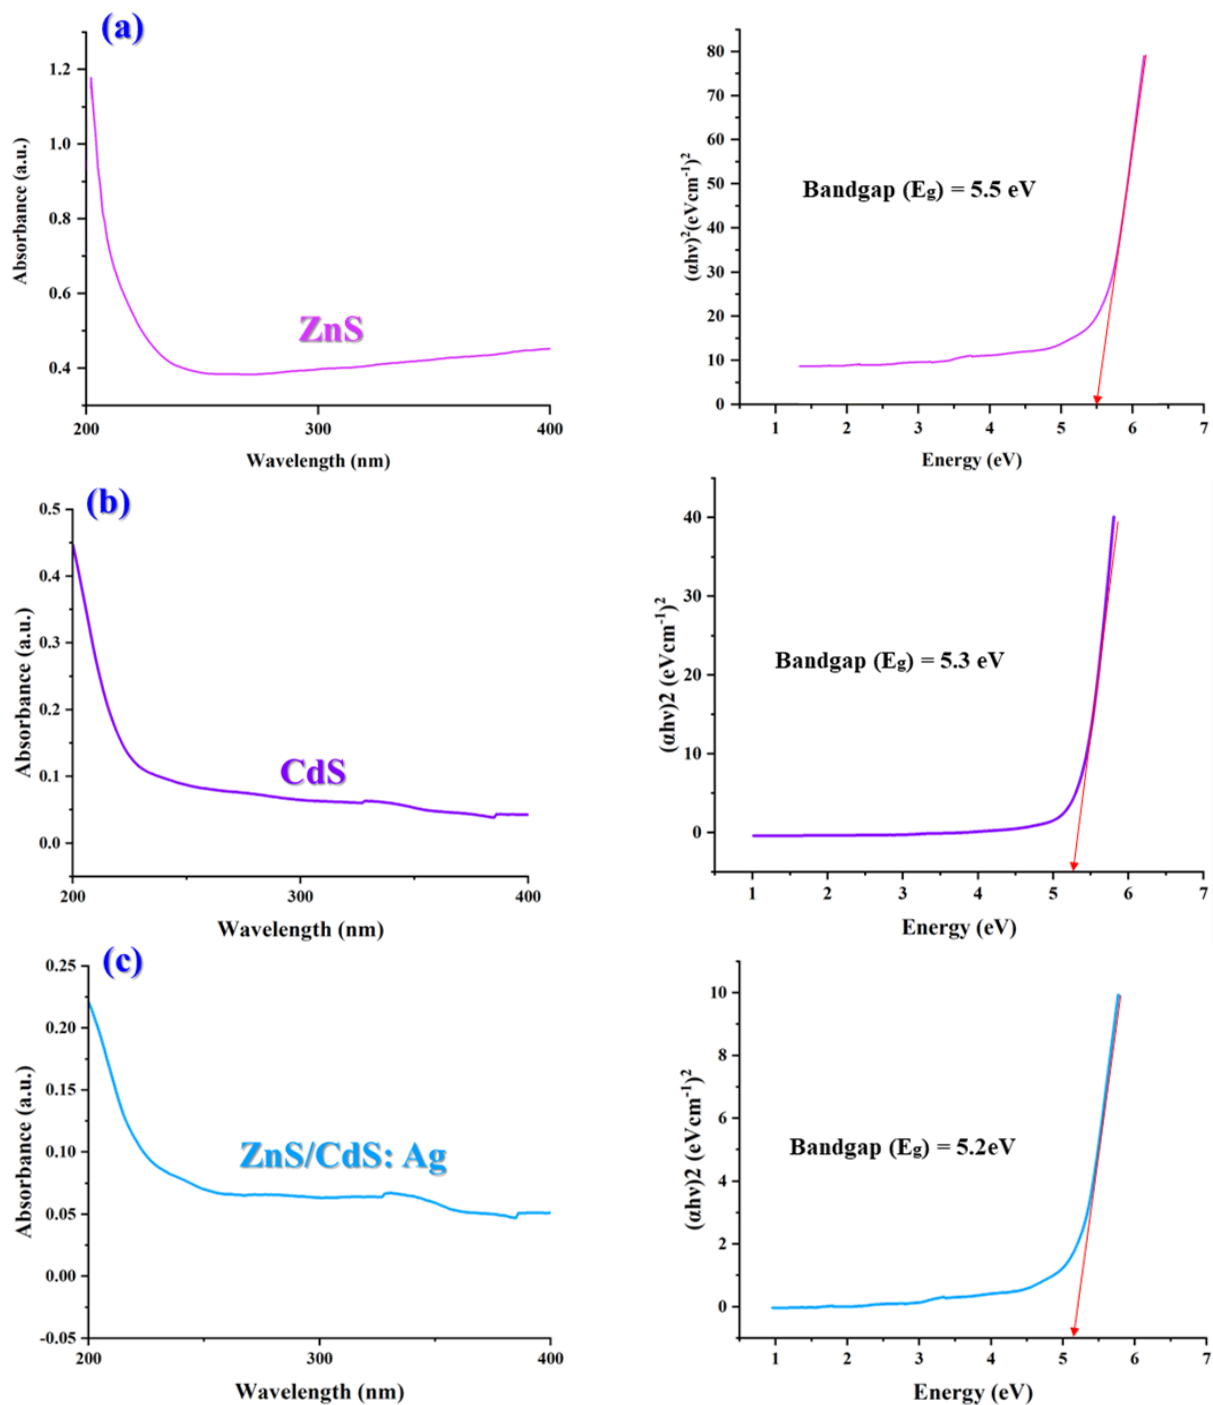 (a)
1.2
1.0
0.8
0.6
0.4
200 300 400
Absorbance (a.u.)
Wavelength (nm)
ZnS
80
70
60
50
40
30
20
10
0
1 2 3 4 5 6 7
(αhν)²(eVcm⁻¹)²
Energy (eV)
Bandgap (Eg) = 5.5 eV
(b)
0.5
0.4
0.3
0.2
0.1
0.0
200 300 400
Absorbance (a.u.)
Wavelength (nm)
CdS
40
30
20
10
0
1 2 3 4 5 6 7
(αhν)2 (eVcm⁻¹)²
Energy (eV)
Bandgap (Eg) = 5.3 eV
(c)
0.25
0.20
0.15
0.10
0.05
0.00
-0.05
200 300 400
Absorbance (a.u.)
Wavelength (nm)
ZnS/CdS: Ag
10
8
6
4
2
0
1 2 3 4 5 6 7
(αhν)2 (eVcm⁻¹)²
Energy (eV)
Bandgap (Eg) = 5.2eV